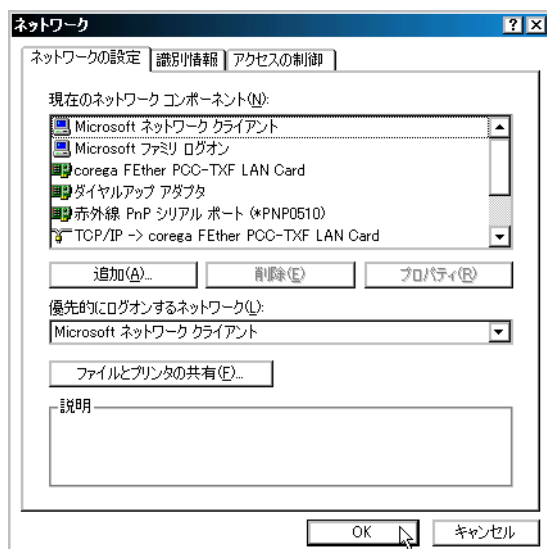 ネットワーク
ネットワークの設定 識別情報 アクセスの制御
現在のネットワーク コンポーネント(N):
Microsoft ネットワーク クライアント
Microsoft ファミリ ログオン
corega FEther PCC-TXF LAN Card
ダイヤルアップ アダプタ
赤外線 PnP シリアル ポート (*PNP0510)
TCP/IP -> corega FEther PCC-TXF LAN Card
追加(A)... 削除(E) プロパティ(R)
優先的にログオンするネットワーク(L):
Microsoft ネットワーク クライアント
ファイルとプリンタの共有(F)...
説明
OK キャンセル